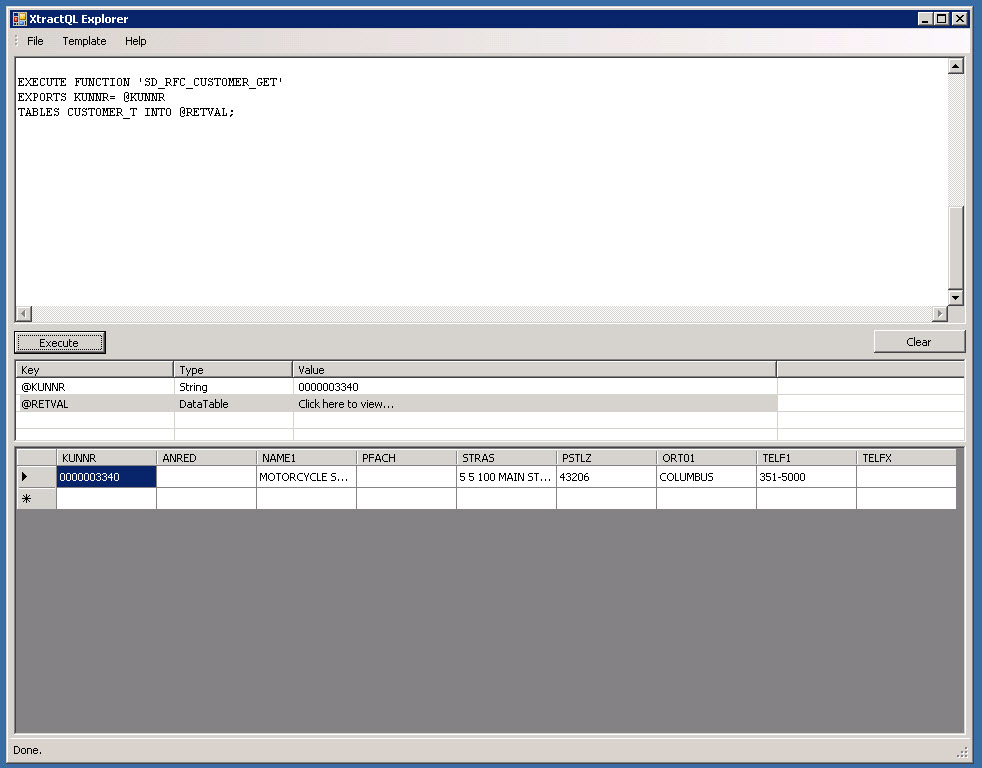 XtractQL Explorer
File Template Help
EXECUTE FUNCTION 'SD_RFC_CUSTOMER_GET'
EXPORTS KUNNR= @KUNNR
TABLES CUSTOMER_T INTO @RETVAL;
Execute Clear
Key Type Value
@KUNNR String 0000003340
@RETVAL DataTable Click here to view...
KUNNR ANRED NAME1 PFACH STRAS PSTLZ ORT01 TELF1 TELFX
0000003340 MOTORCYCLE S... 5 5 100 MAIN ST... 43206 COLUMBUS 351-5000
Done.